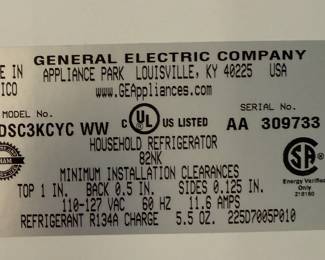 GENERAL ELECTRIC COMPANY
E IN APPLIANCE PARK LOUISVILLE, KY 40225 USA
ICO www.GEAppliances.com
MODEL No. SERIAL No.
DSC3KCYC WW C UL US LISTED AA 309733
HOUSEHOLD REFRIGERATOR
82NK
MINIMUM INSTALLATION CLEARANCES
TOP 1 IN. BACK 0.5 IN. SIDES 0.125 IN.
110-127 VAC 60 HZ 11.6 AMPS
REFRIGERANT R134A CHARGE 5.5 OZ. 225D7005P010
SA
Energy Verified
Only